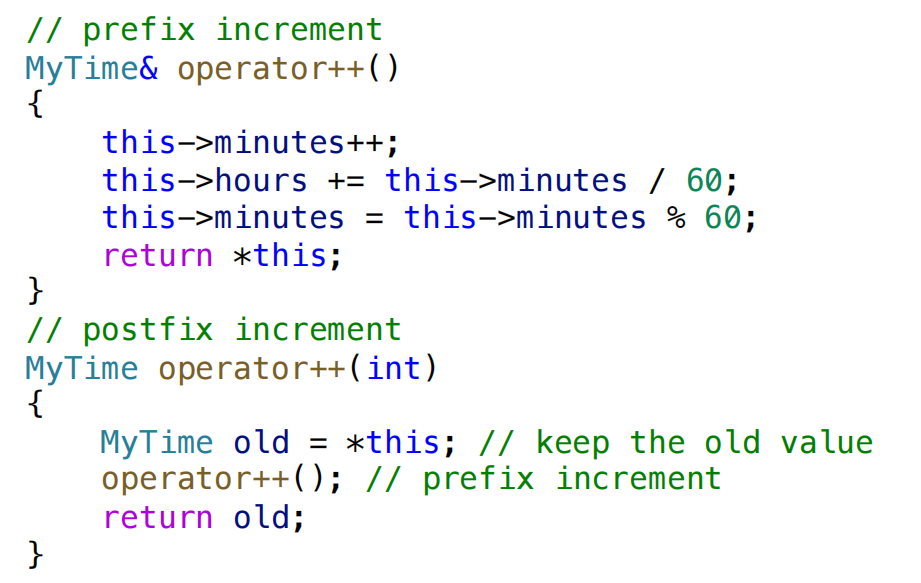 // prefix increment
MyTime& operator++()
{
    this->minutes++;
    this->hours += this->minutes / 60;
    this->minutes = this->minutes % 60;
    return *this;
}
// postfix increment
MyTime operator++(int)
{
    MyTime old = *this; // keep the old value
    operator++(); // prefix increment
    return old;
}